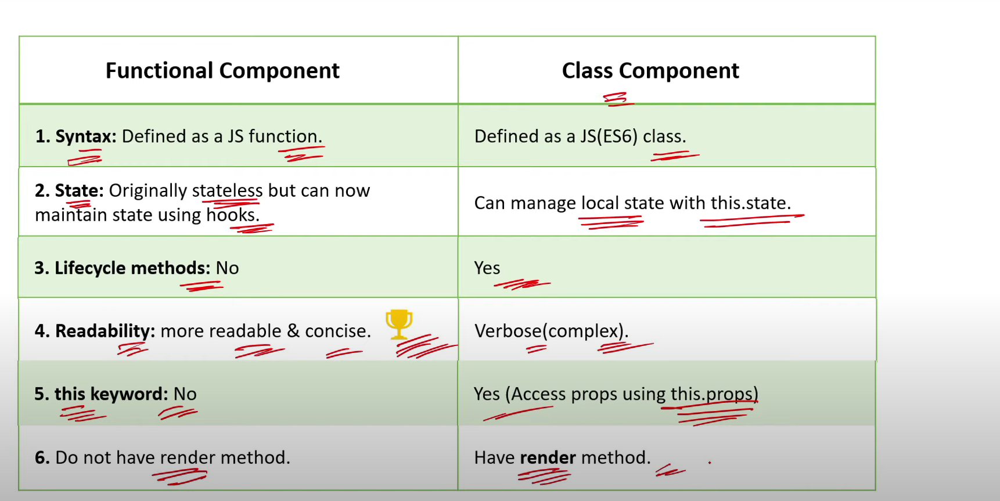 Functional Component
Class Component
1. Syntax: Defined as a JS function.
Defined as a JS(ES6) class.
2. State: Originally stateless but can now
maintain state using hooks.
Can manage local state with this.state.
3. Lifecycle methods: No
Yes
4. Readability: more readable & concise.
Verbose(complex).
5. this keyword: No
Yes (Access props using this.props)
6. Do not have render method.
Have render method.